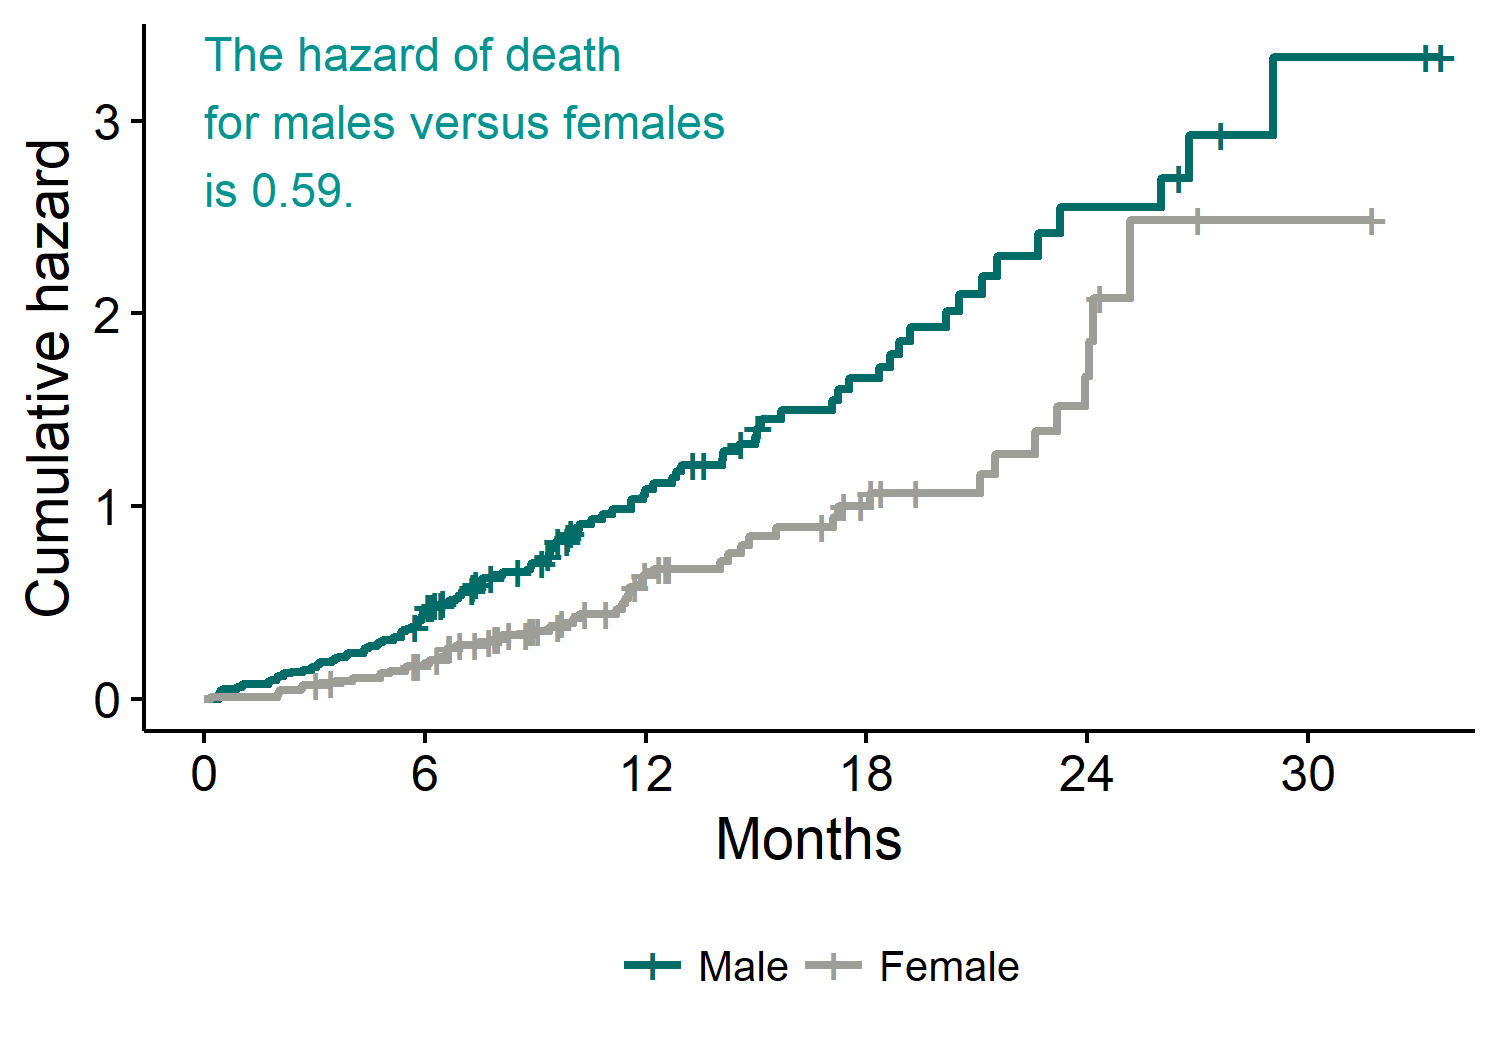 The hazard of death
for males versus females
is 0.59.
Cumulative hazard
3
2
1
0
0 6 12 18 24 30
Months
Male Female